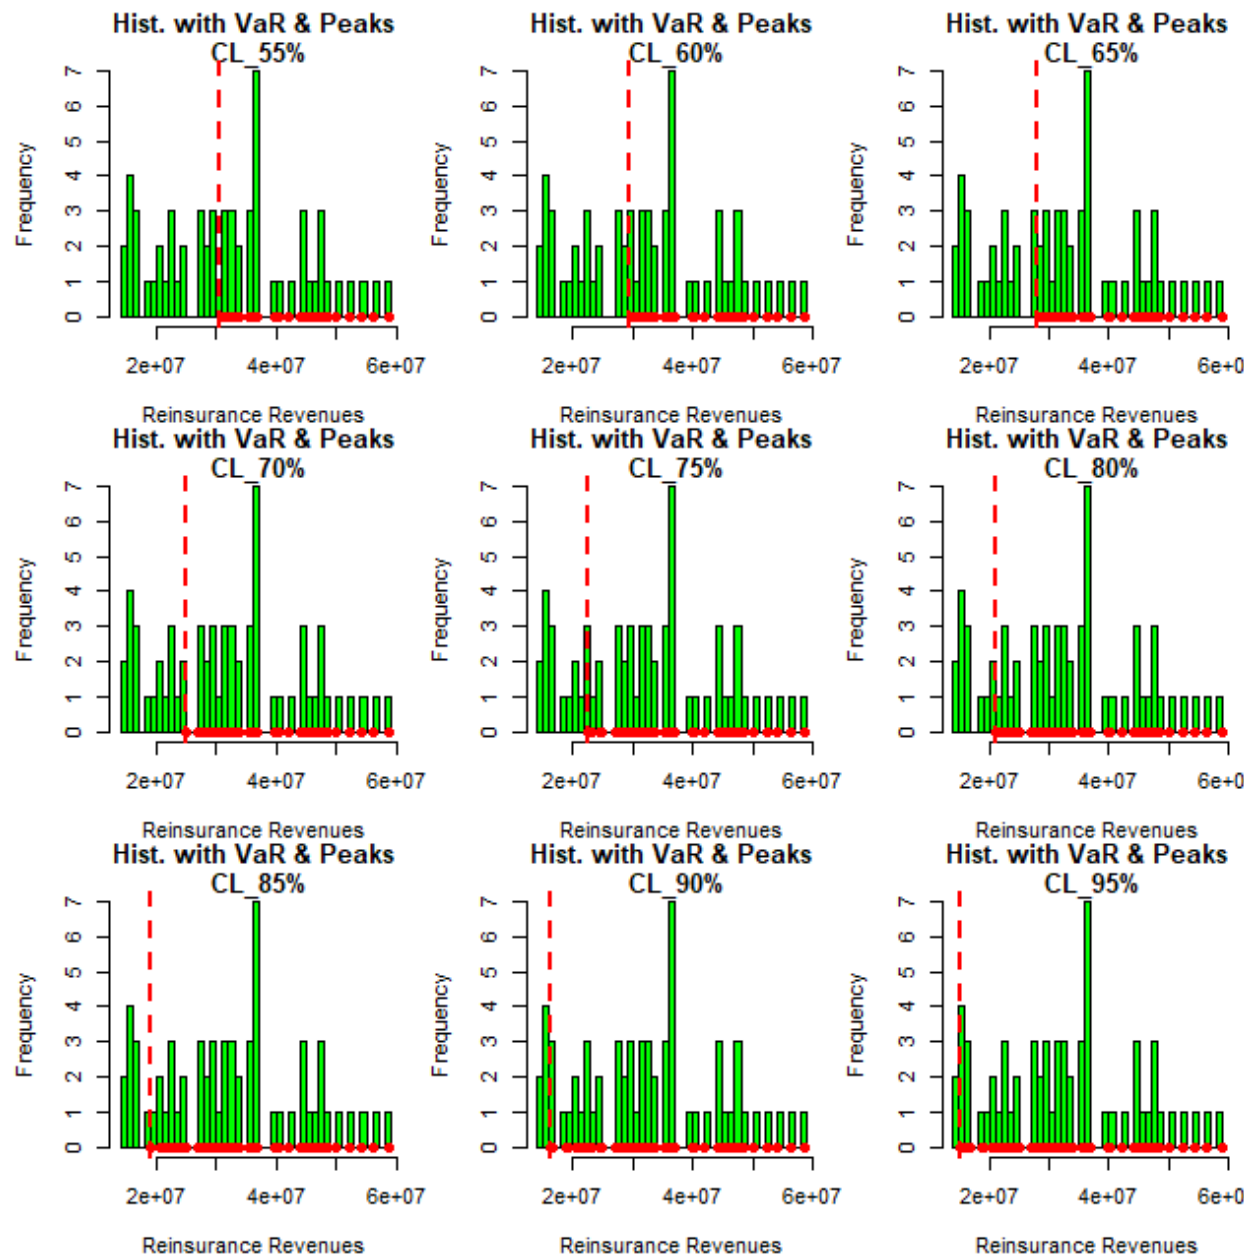 Hist. with VaR & Peaks
CL_55%
Frequency
0 1 2 3 4 5 6 7
2e+07 4e+07 6e+07
Reinsurance Revenues
Hist. with VaR & Peaks
CL_60%
Frequency
0 1 2 3 4 5 6 7
2e+07 4e+07 6e+07
Reinsurance Revenues
Hist. with VaR & Peaks
CL_65%
Frequency
0 1 2 3 4 5 6 7
2e+07 4e+07 6e+0
Reinsurance Revenues
Hist. with VaR & Peaks
CL_70%
Frequency
0 1 2 3 4 5 6 7
2e+07 4e+07 6e+07
Reinsurance Revenues
Hist. with VaR & Peaks
CL_75%
Frequency
0 1 2 3 4 5 6 7
2e+07 4e+07 6e+07
Reinsurance Revenues
Hist. with VaR & Peaks
CL_80%
Frequency
0 1 2 3 4 5 6 7
2e+07 4e+07 6e+0
Reinsurance Revenues
Hist. with VaR & Peaks
CL_85%
Frequency
0 1 2 3 4 5 6 7
2e+07 4e+07 6e+07
Reinsurance Revenues
Hist. with VaR & Peaks
CL_90%
Frequency
0 1 2 3 4 5 6 7
2e+07 4e+07 6e+07
Reinsurance Revenues
Hist. with VaR & Peaks
CL_95%
Frequency
0 1 2 3 4 5 6 7
2e+07 4e+07 6e+0
Reinsurance Revenues